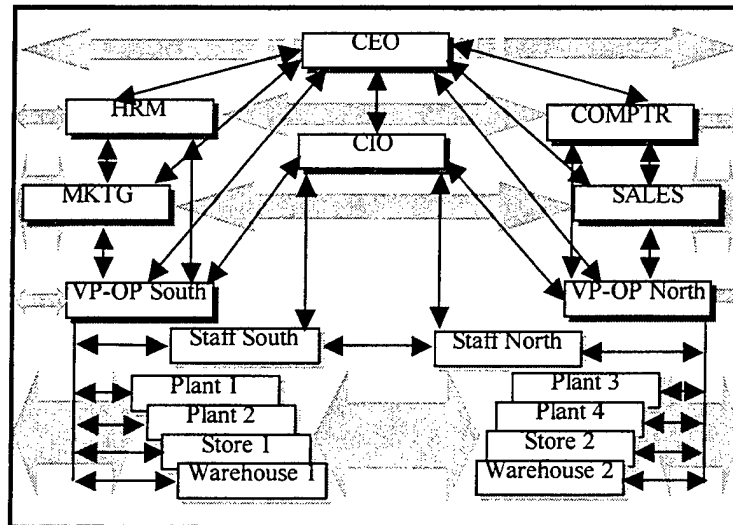 CEO
HRM
COMPTR
CIO
MKTG
SALES
VP-OP South
VP-OP North
Staff South
Staff North
Plant 1
Plant 3
Plant 2
Plant 4
Store 1
Store 2
Warehouse 1
Warehouse 2